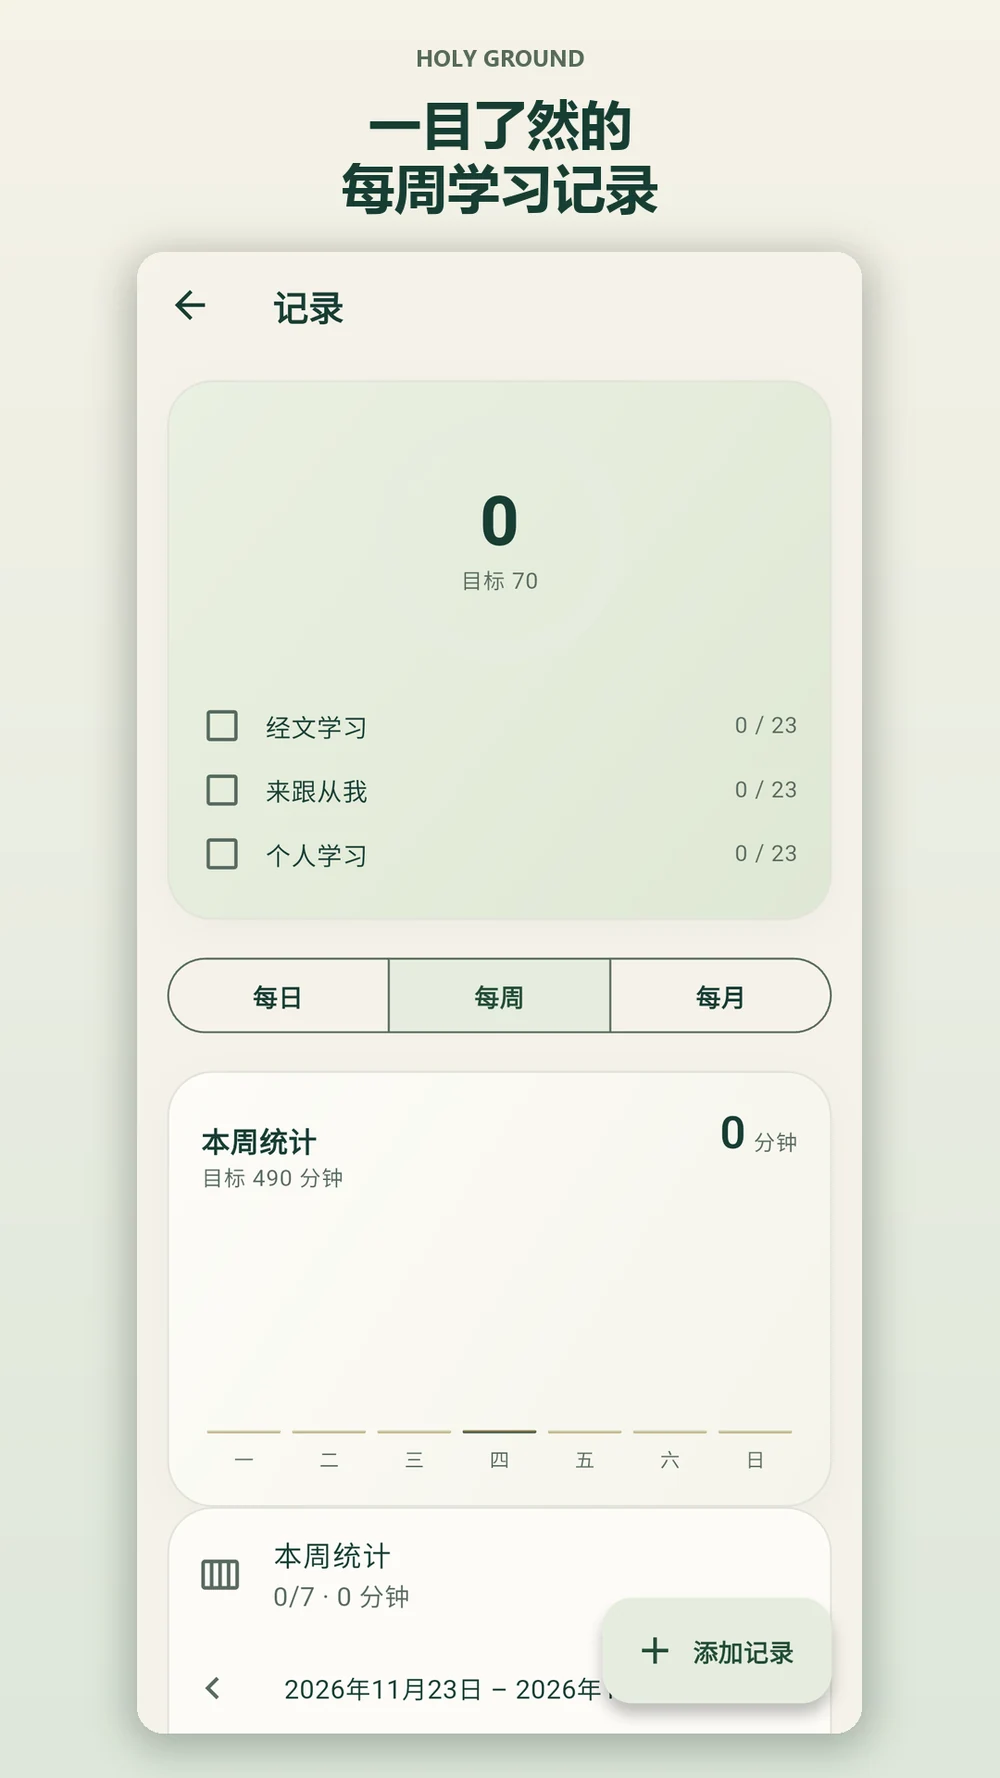 HOLY GROUND
一目了然的
每周学习记录
记录
0
目标 70
经文学习 0 / 23
来跟从我 0 / 23
个人学习 0 / 23
每日 每周 每月
本周统计 0 分钟
目标 490 分钟
一 二 三 四 五 六 日
本周统计
0/7 · 0 分钟
添加记录
2026年11月23日 – 2026年